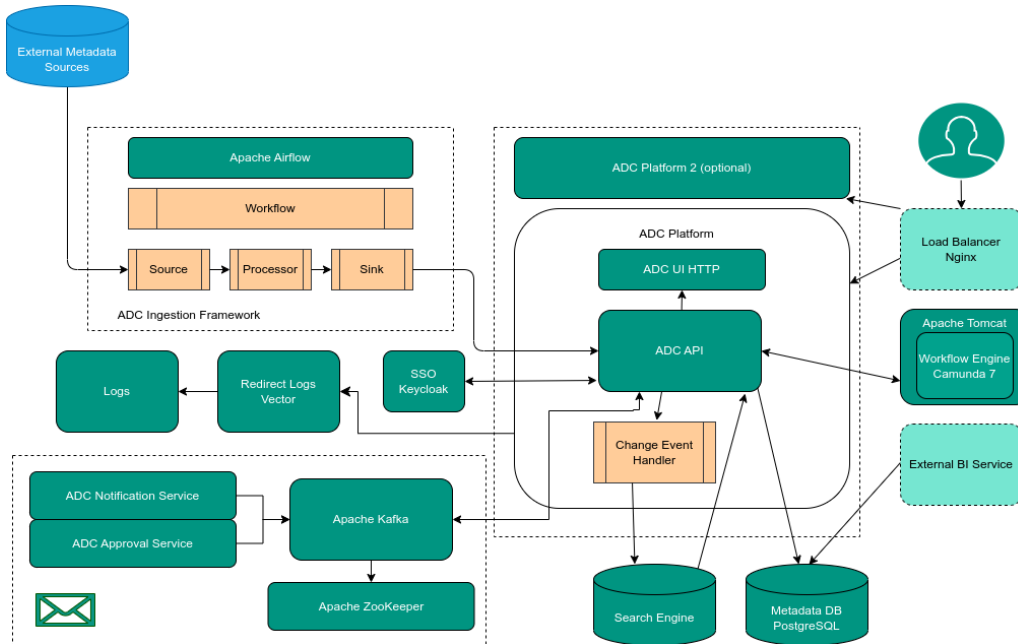 External Metadata
Sources
Apache Airflow
Workflow
Source
Processor
Sink
ADC Ingestion Framework
ADC Platform 2 (optional)
ADC Platform
ADC UI HTTP
ADC API
Change Event
Handler
Load Balancer
Nginx
Apache Tomcat
Workflow Engine
Camunda 7
External BI Service
Logs
Redirect Logs
Vector
SSO
Keycloak
ADC Notification Service
ADC Approval Service
Apache Kafka
Apache ZooKeeper
Search Engine
Metadata DB
PostgreSQL